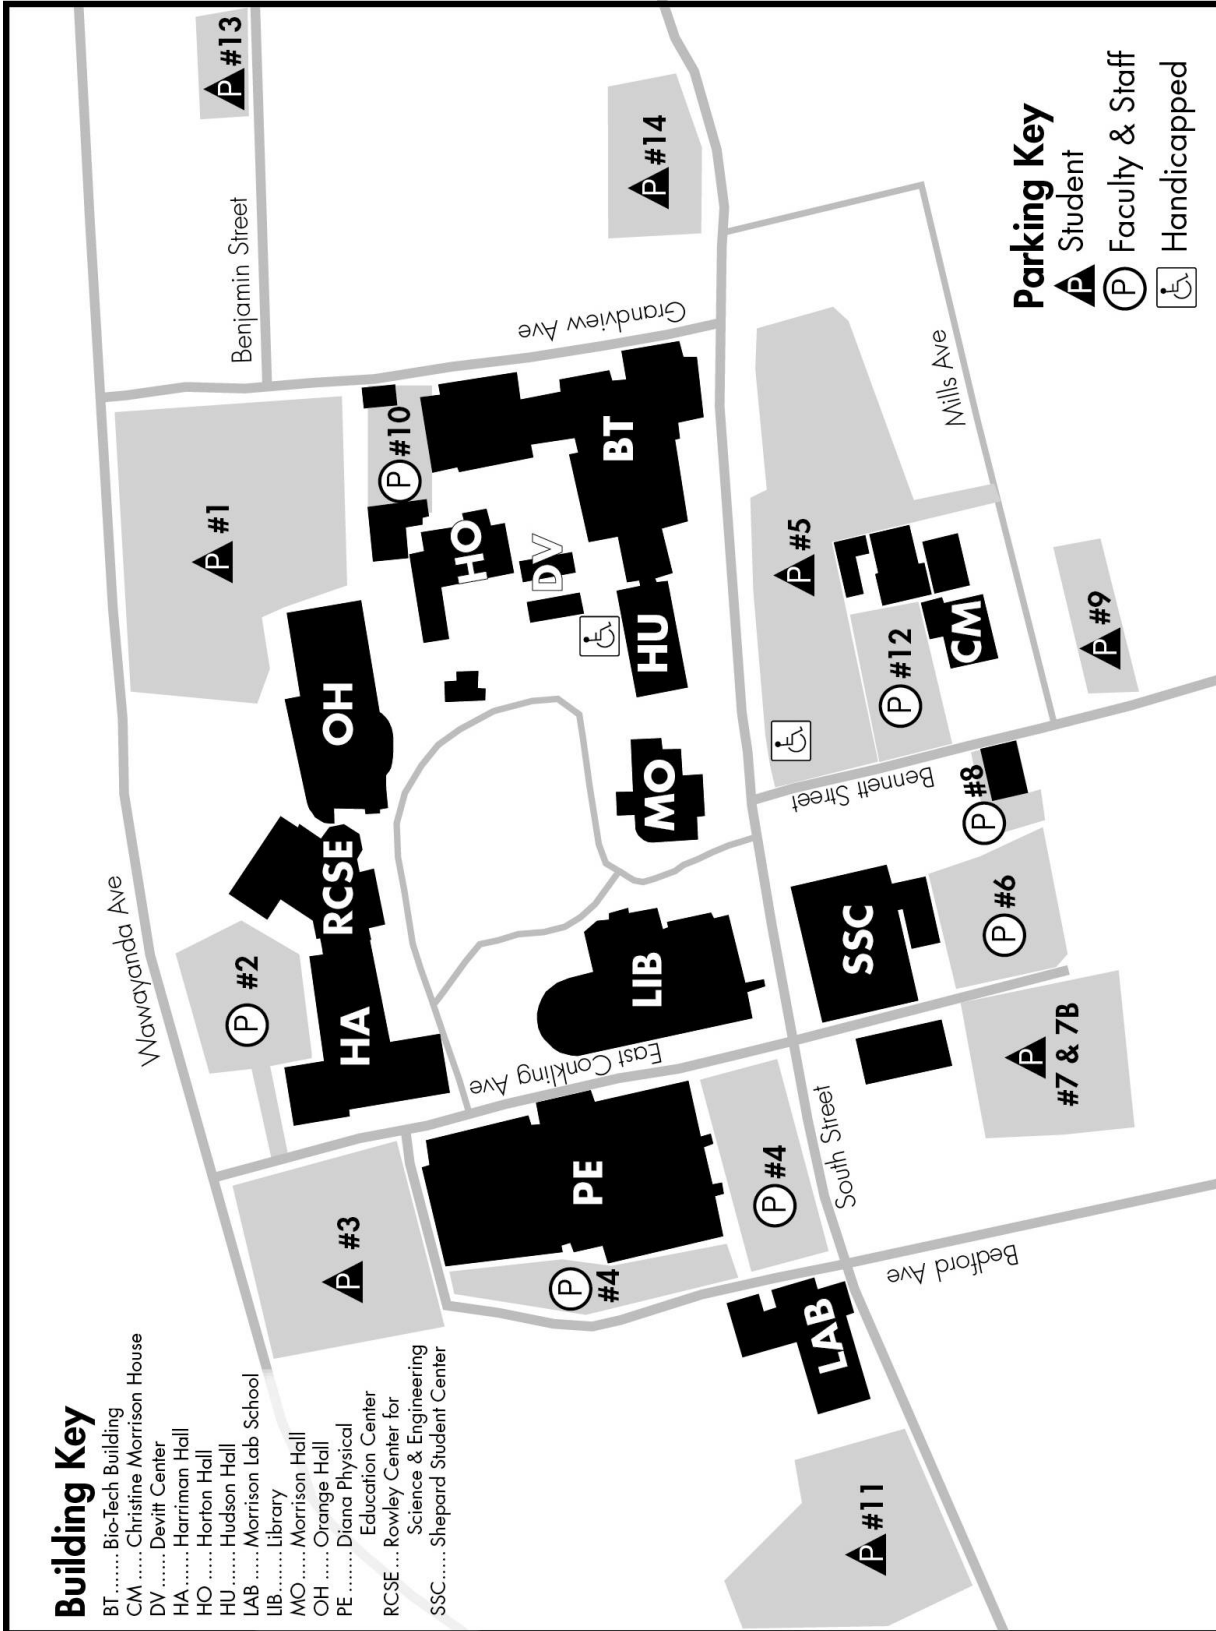 Building Key
BT ...... Bio-Tech Building
CM ..... Christine Morrison House
DV ...... Devitt Center
HA ...... Harriman Hall
HO ..... Horton Hall
HU ...... Hudson Hall
LAB ..... Morrison Lab School
LIB....... Library
MO .... Morrison Hall
OH ..... Orange Hall
PE ........ Diana Physical
Education Center
RCSE ... Rowley Center for
Science & Engineering
SSC ..... Shepard Student Center
Wawayanda Ave
Benjamin Street
Grandview Ave
East Conkling Ave
South Street
Bedford Ave
Bennett Street
Mills Ave
P #3
P #2
P #1
P #13
HA
RCSE
OH
P #10
HO
DV
BT
P #14
PE
P #4
LIB
MO
HU
P #4
LAB
P #11
SSC
P #5
P #12
CM
P #8
P #6
P
#7 & 7B
P #9
Parking Key
P Student
P Faculty & Staff
Handicapped